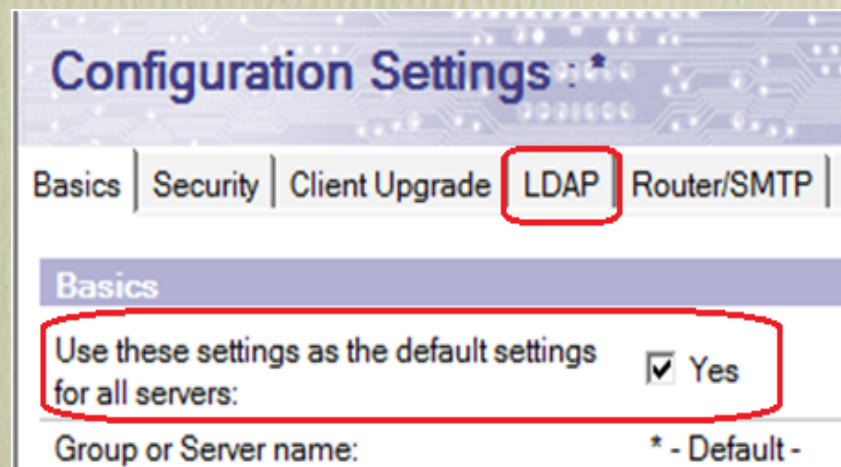 Configuration Settings : *
Basics Security Client Upgrade LDAP Router/SMTP
Basics
Use these settings as the default settings
for all servers:
Yes
Group or Server name: * - Default -